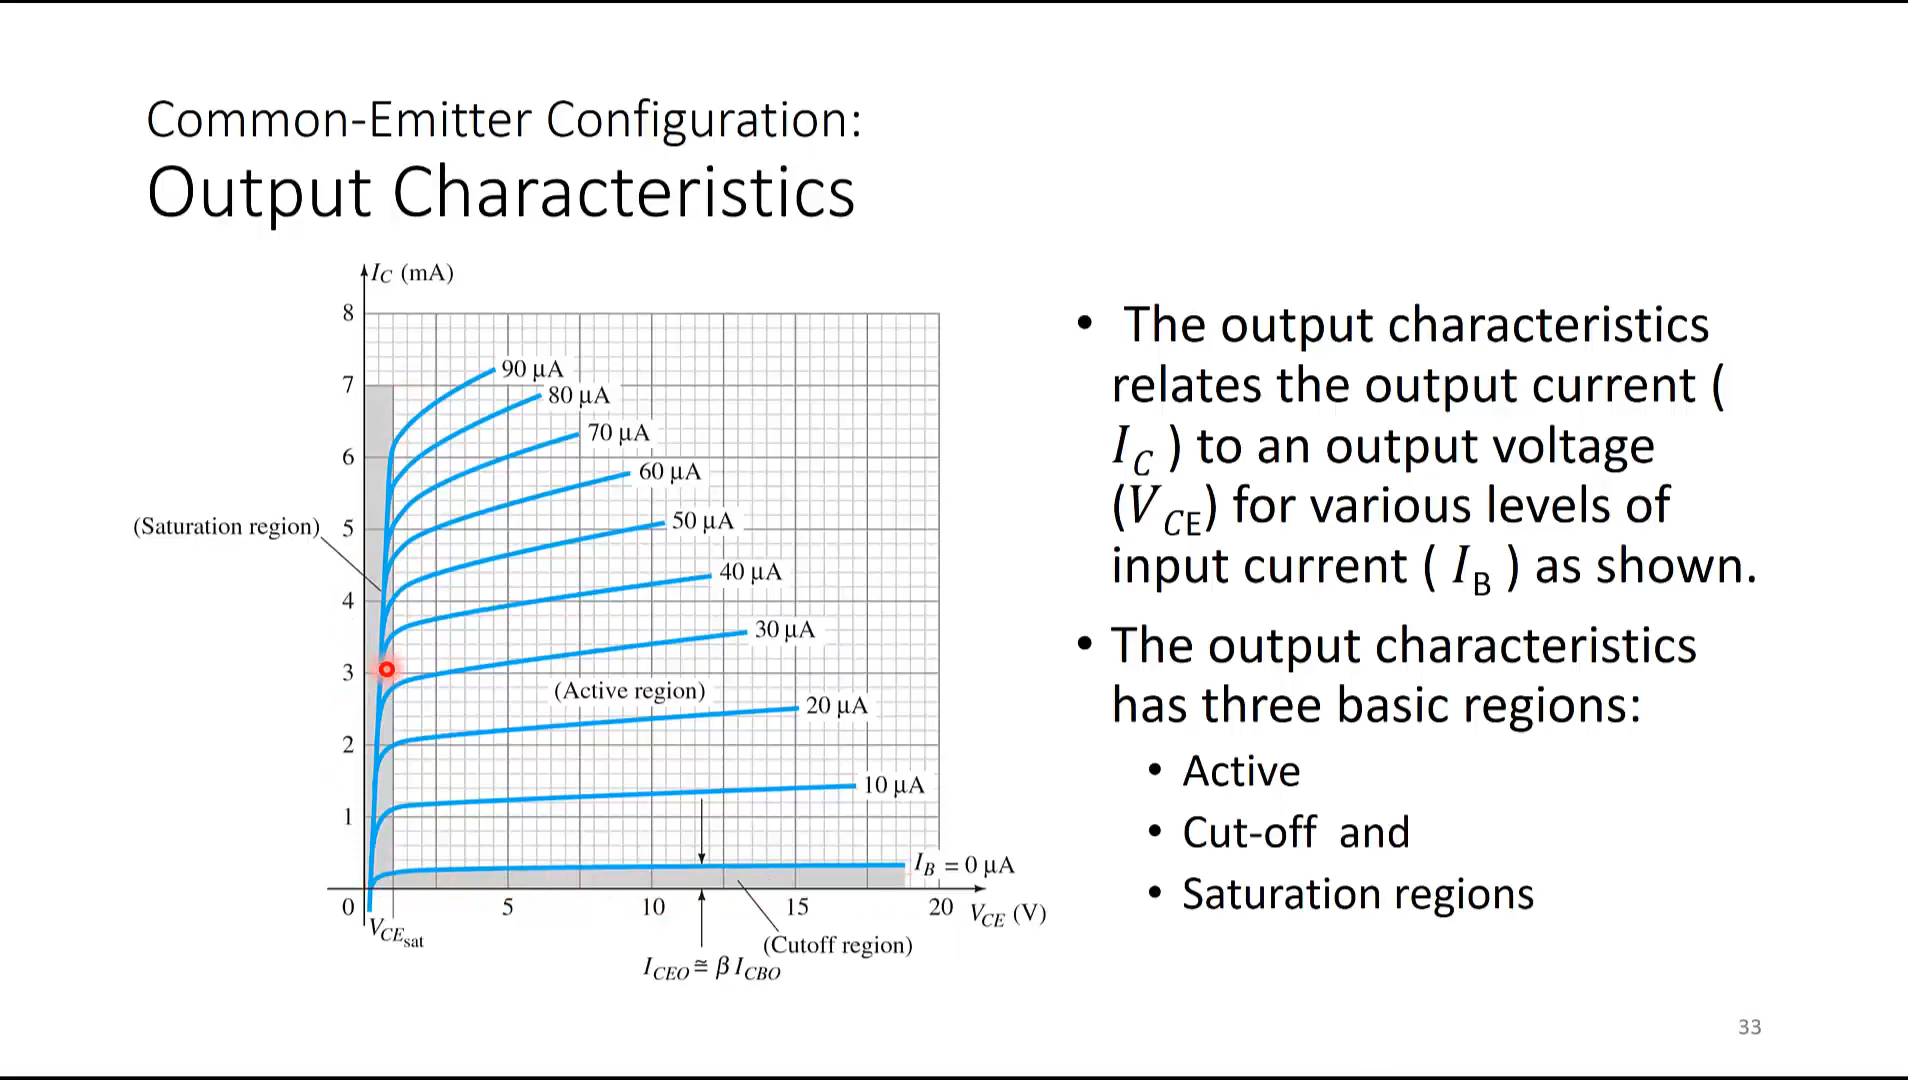 Common-Emitter Configuration:
Output Characteristics
I_C (mA)
8
7
6
5
4
3
2
1
0
90 μA
80 μA
70 μA
60 μA
50 μA
40 μA
30 μA
20 μA
10 μA
I_B = 0 μA
(Saturation region)
(Active region)
5
10
15
20
V_CE (V)
V_CEsat
(Cutoff region)
I_CEO ≅ β I_CBO
• The output characteristics
relates the output current (
I_C ) to an output voltage
(V_CE) for various levels of
input current ( I_B ) as shown.
• The output characteristics
has three basic regions:
• Active
• Cut-off and
• Saturation regions
33